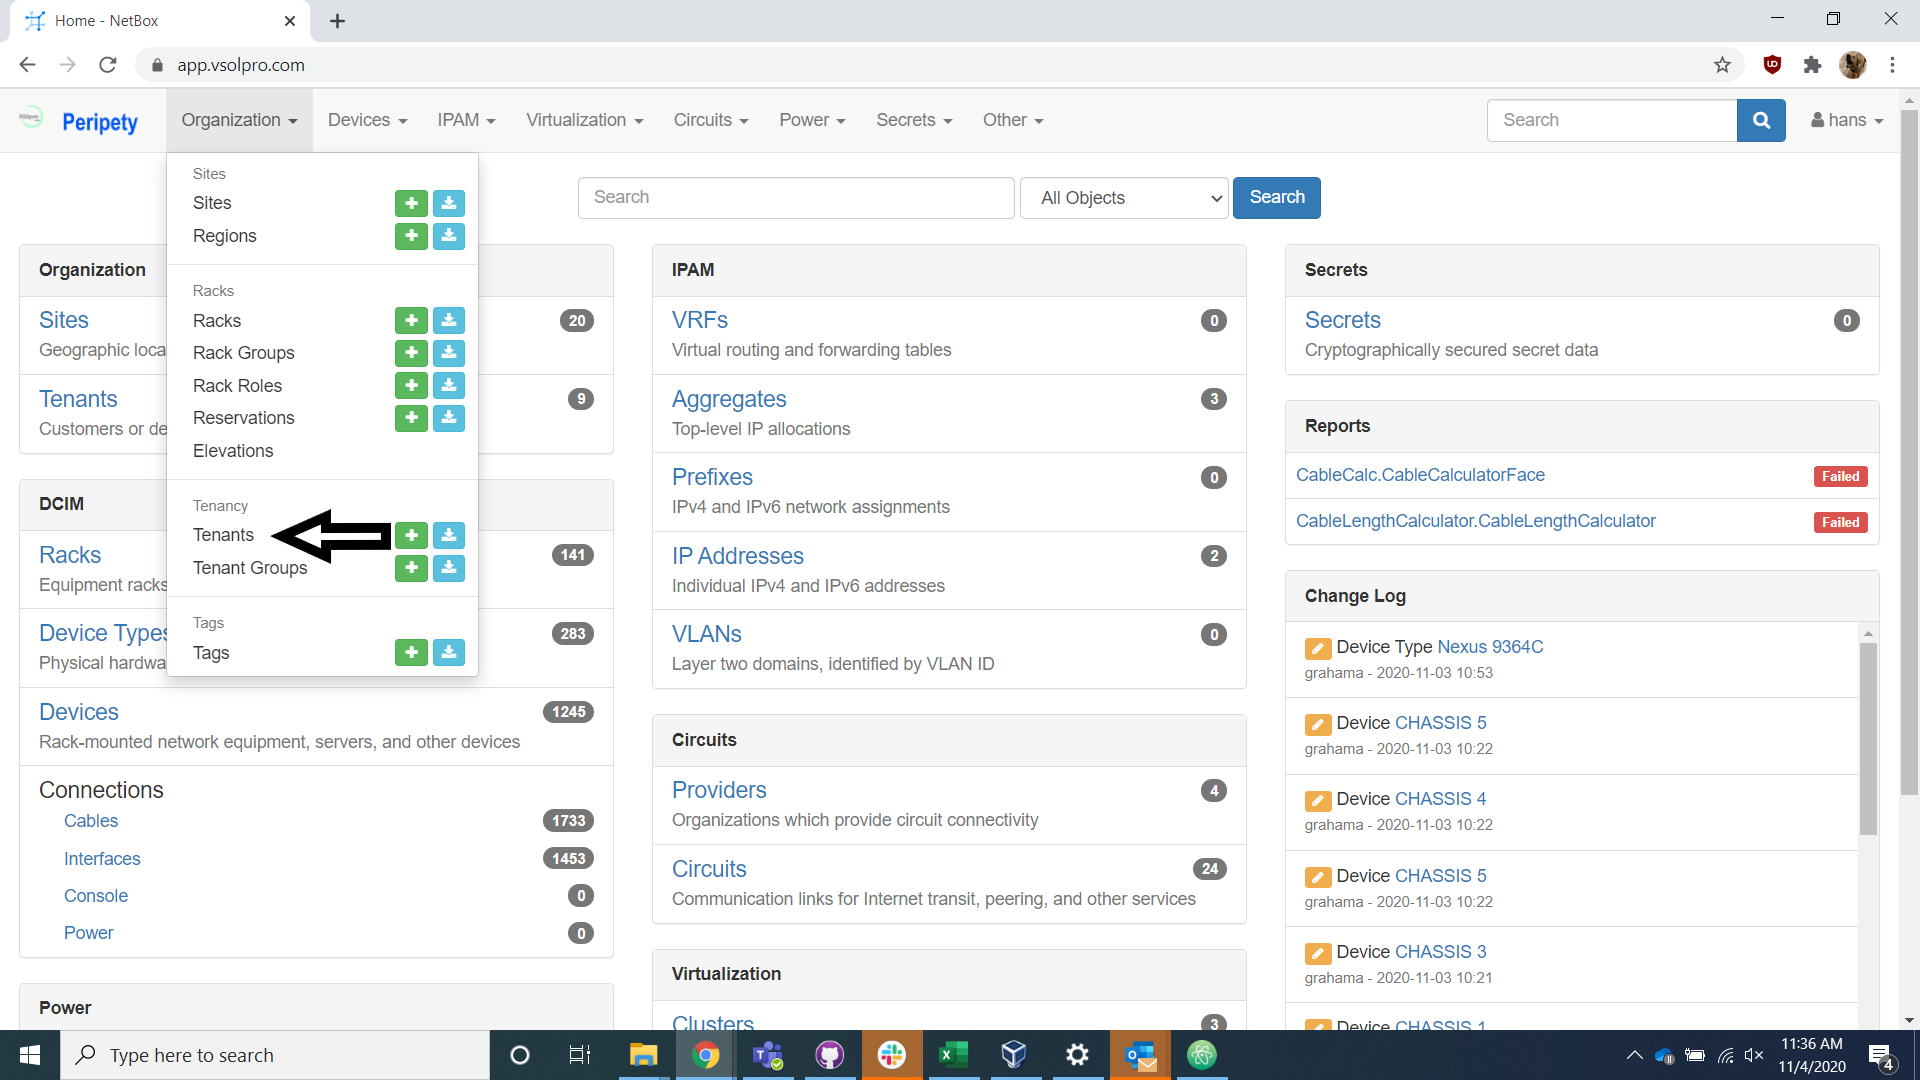 Home - NetBox
app.vsolpro.com
Peripety
Organization
Devices
IPAM
Virtualization
Circuits
Power
Secrets
Other
Search
hans
Sites
Sites
Regions
Racks
Racks
Rack Groups
Rack Roles
Reservations
Elevations
Tenancy
Tenants
Tenant Groups
Tags
Tags
Search
All Objects
Search
Organization
Sites
20
Geographic loca
Tenants
9
Customers or de
DCIM
Racks
141
Equipment racks
Device Types
283
Physical hardwa
Devices
1245
Rack-mounted network equipment, servers, and other devices
Connections
Cables
1733
Interfaces
1453
Console
0
Power
0
Power
IPAM
VRFs
0
Virtual routing and forwarding tables
Aggregates
3
Top-level IP allocations
Prefixes
0
IPv4 and IPv6 network assignments
IP Addresses
2
Individual IPv4 and IPv6 addresses
VLANs
0
Layer two domains, identified by VLAN ID
Circuits
Providers
4
Organizations which provide circuit connectivity
Circuits
24
Communication links for Internet transit, peering, and other services
Virtualization
Clusters
3
Secrets
Secrets
0
Cryptographically secured secret data
Reports
CableCalc.CableCalculatorFace
Failed
CableLengthCalculator.CableLengthCalculator
Failed
Change Log
Device Type Nexus 9364C
grahama - 2020-11-03 10:53
Device CHASSIS 5
grahama - 2020-11-03 10:22
Device CHASSIS 4
grahama - 2020-11-03 10:22
Device CHASSIS 5
grahama - 2020-11-03 10:22
Device CHASSIS 3
grahama - 2020-11-03 10:21
Device CHASSIS 1
Type here to search
11:36 AM
11/4/2020
4